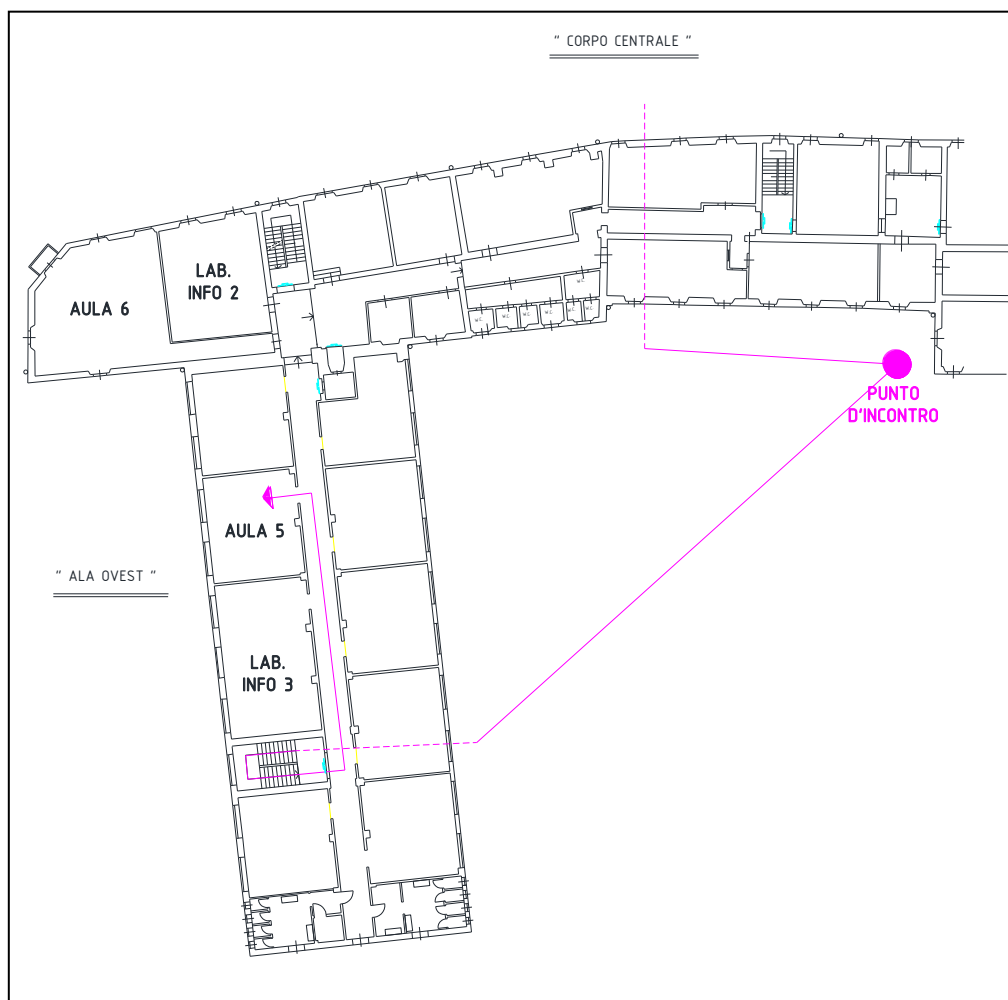 " CORPO CENTRALE "
LAB.
INFO 2
AULA 6
W.C.
W.C.
W.C.
W.C.
W.C.
W.C.
W.C.
PUNTO
D'INCONTRO
AULA 5
" ALA OVEST "
LAB.
INFO 3